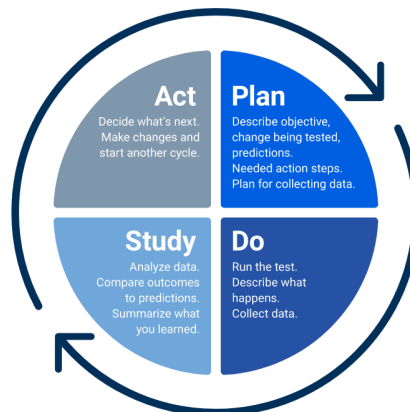 Act
Decide what's next.
Make changes and
start another cycle.
Plan
Describe objective,
change being tested,
predictions.
Needed action steps.
Plan for collecting data.
Study
Analyze data.
Compare outcomes
to predictions.
Summarize what
you learned.
Do
Run the test.
Describe what
happens.
Collect data.